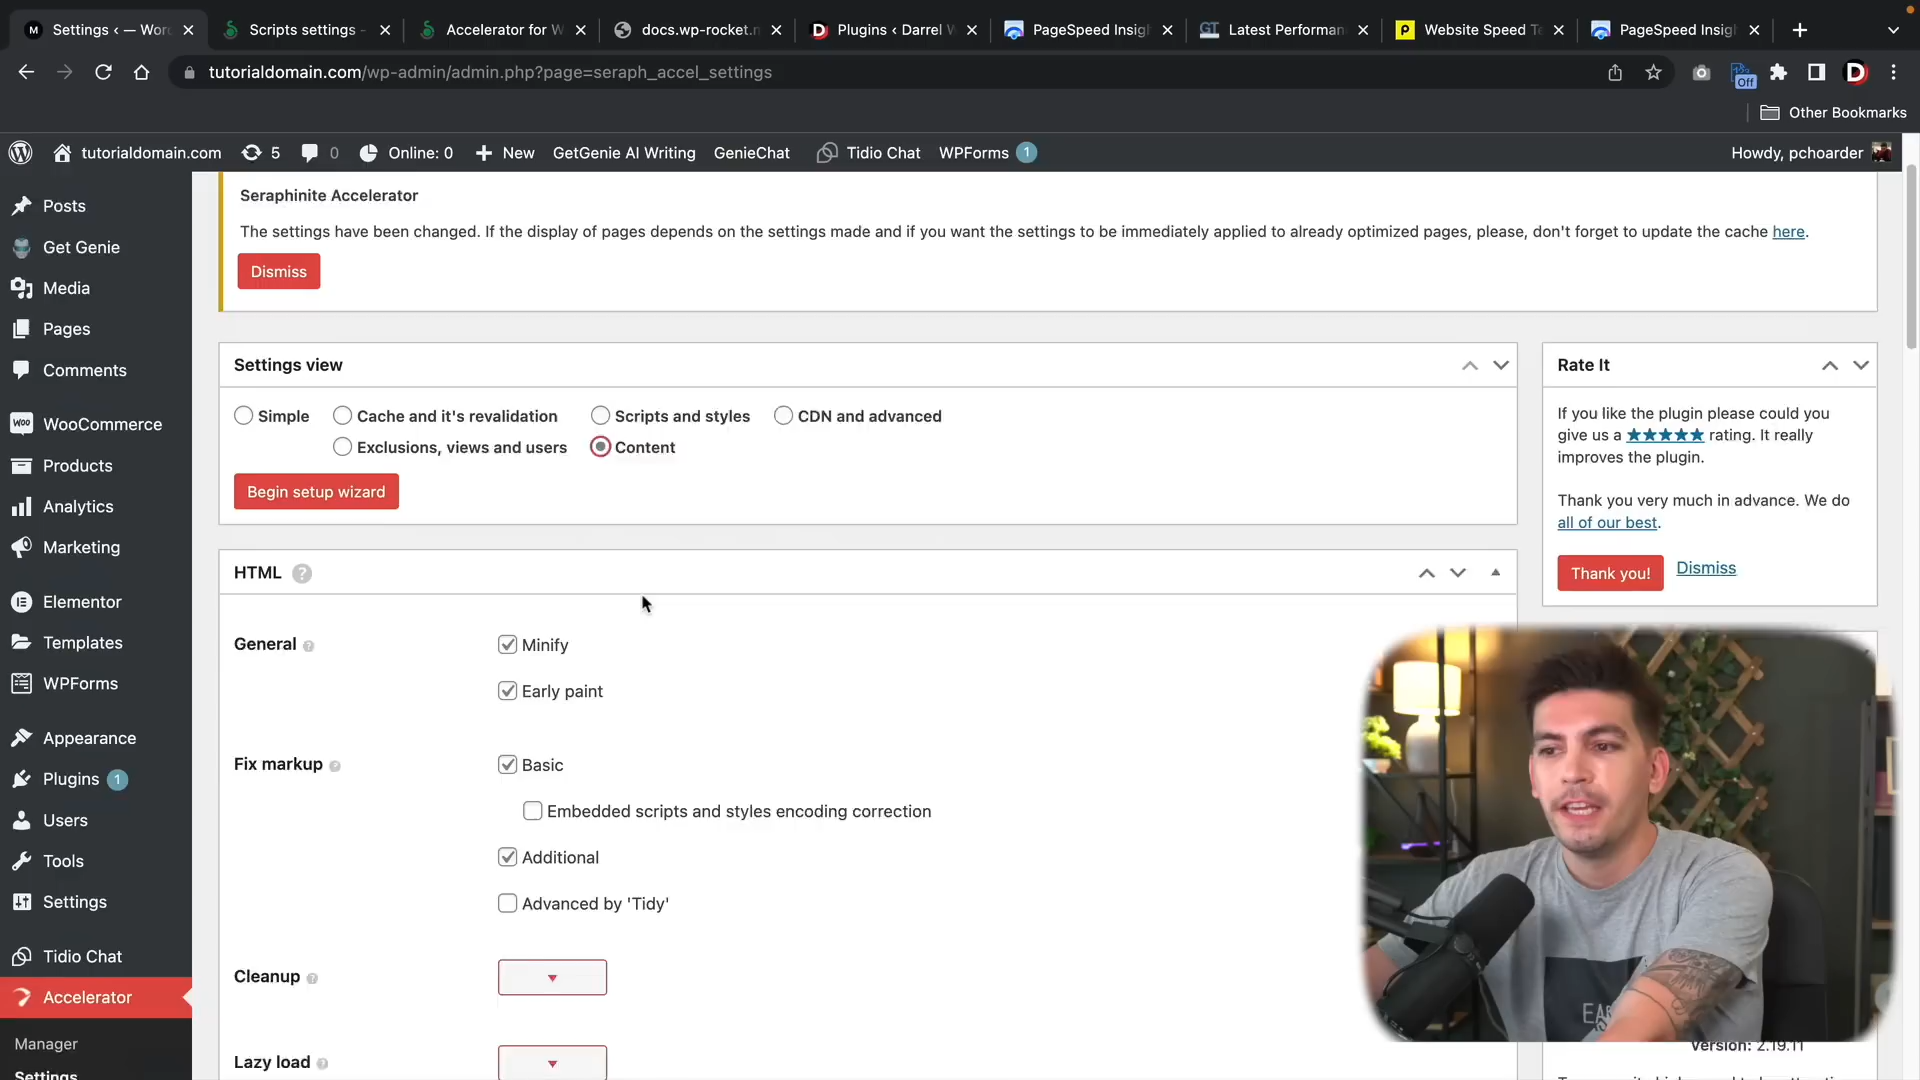 Settings ‹ — Word
Scripts settings -
Accelerator for W
docs.wp-rocket.m
Plugins ‹ Darrel W
PageSpeed Insigh
Latest Performan
Website Speed Te
PageSpeed Insigh
tutorialdomain.com/wp-admin/admin.php?page=seraph_accel_settings
Off
Other Bookmarks
tutorialdomain.com
5
0
Online: 0
New
GetGenie AI Writing
GenieChat
Tidio Chat
WPForms 1
Howdy, pchoarder
Posts
Get Genie
Media
Pages
Comments
WooCommerce
Products
Analytics
Marketing
Elementor
Templates
WPForms
Appearance
Plugins 1
Users
Tools
Settings
Tidio Chat
Accelerator
Manager
Settings
Seraphinite Accelerator
The settings have been changed. If the display of pages depends on the settings made and if you want the settings to be immediately applied to already optimized pages, please, don't forget to update the cache here.
Dismiss
Settings view
Simple
Cache and it's revalidation
Scripts and styles
CDN and advanced
Exclusions, views and users
Content
Begin setup wizard
HTML ?
General ?
Minify
Early paint
Fix markup ?
Basic
Embedded scripts and styles encoding correction
Additional
Advanced by 'Tidy'
Cleanup ?
Lazy load ?
Rate It
If you like the plugin please could you
give us a ★★★★★ rating. It really
improves the plugin.
Thank you very much in advance. We do
all of our best.
Thank you!
Dismiss
Version: 2.19.11